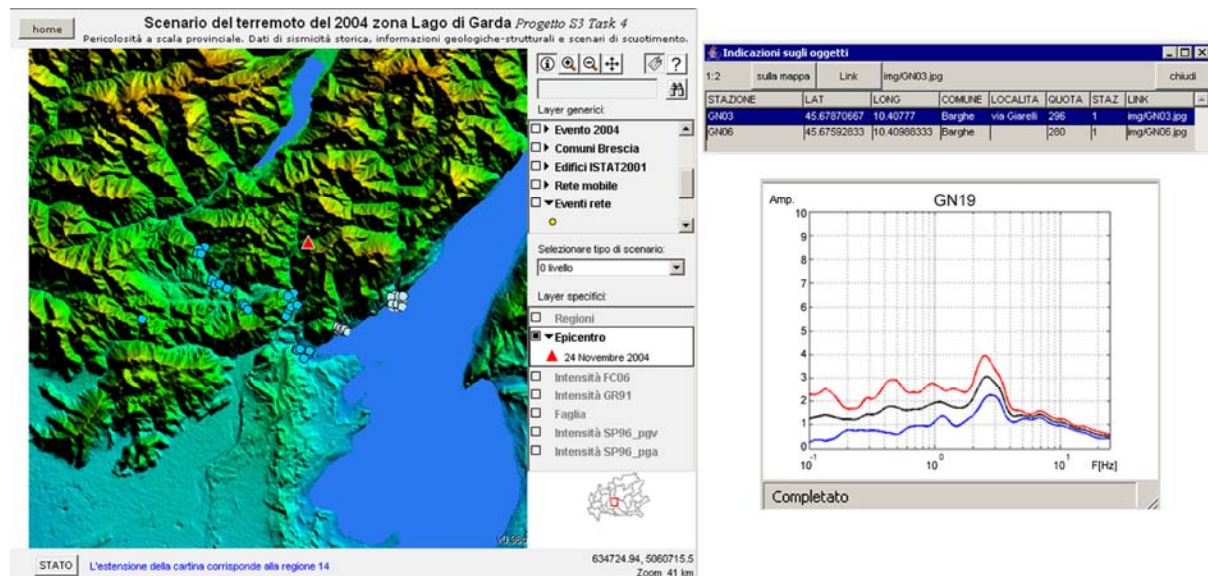 home
Scenario del terremoto del 2004 zona Lago di Garda Progetto S3 Task 4
Pericolosità a scala provinciale. Dati di sismicità storica, informazioni geologiche-strutturali e scenari di scuotimento.
?
Layer generici:
Evento 2004
Comuni Brescia
Edifici ISTAT2001
Rete mobile
Eventi rete
Selezionare tipo di scenario:
0 livello
Layer specifici:
Regioni
Epicentro
24 Novembre 2004
Intensità FC06
Intensità GR91
Faglia
Intensità SP96_pgv
Intensità SP96_pga
STATO L'estensione della cartina corrisponde alla regione 14
634724.94, 5060715.5
Zoom 41 km
Indicazioni sugli oggetti
1:2 sulla mappa Link img/GN03.jpg chiudi
STAZIONE LAT LONG COMUNE LOCALITA QUOTA STAZ LINK
GN03 45.67870667 10.40777 Barghe via Giarelli 296 1 img/GN03.jpg
GN06 45.67592833 10.40988333 Barghe 280 1 img/GN06.jpg
Amp. GN19
10
9
8
7
6
5
4
3
2
1
0
10-1 100 101 F[Hz]
Completato